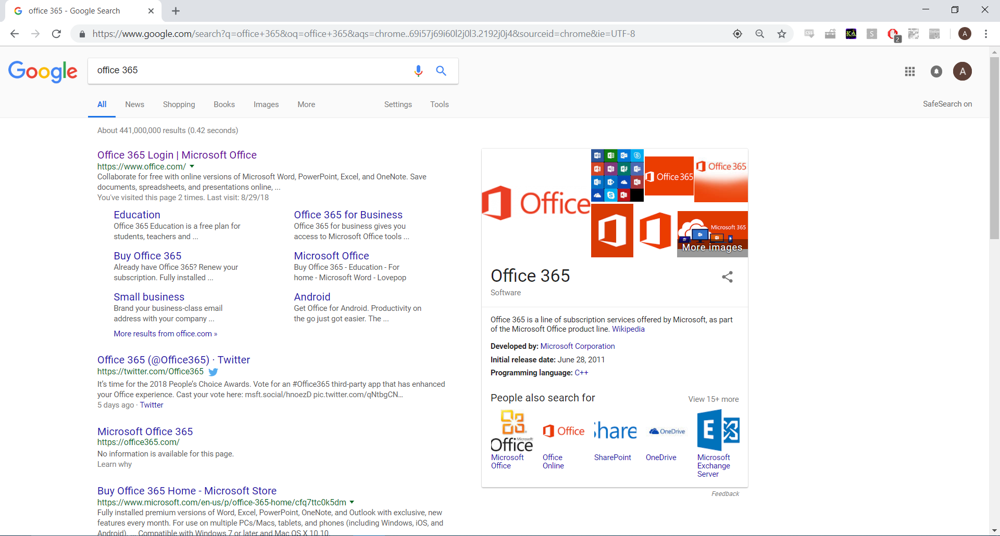 office 365 - Google Search
https://www.google.com/search?q=office+365&oq=office+365&aqs=chrome..69i57j69i60l2j0l3.2192j0j4&sourceid=chrome&ie=UTF-8
CSS
KA
S
2
A
Google
office 365
A
All
News
Shopping
Books
Images
More
Settings
Tools
SafeSearch on
About 441,000,000 results (0.42 seconds)
Office 365 Login | Microsoft Office
https://www.office.com/
Collaborate for free with online versions of Microsoft Word, PowerPoint, Excel, and OneNote. Save
documents, spreadsheets, and presentations online, ...
You've visited this page 2 times. Last visit: 8/29/18
Education
Office 365 Education is a free plan for
students, teachers and ...
Office 365 for Business
Office 365 for business gives you
access to Microsoft Office tools ...
Buy Office 365
Already have Office 365? Renew your
subscription. Fully installed ...
Microsoft Office
Buy Office 365 - Education - For
home - Microsoft Word - Lovepop
Small business
Brand your business-class email
address with your company ...
Android
Get Office for Android. Productivity on
the go just got easier. The ...
More results from office.com »
Office 365 (@Office365) · Twitter
https://twitter.com/Office365
It’s time for the 2018 People’s Choice Awards. Vote for an #Office365 third-party app that has enhanced
your Office experience. Cast your vote here: msft.social/hnoezD pic.twitter.com/qNtbgCN…
5 days ago · Twitter
Microsoft Office 365
https://office365.com/
No information is available for this page.
Learn why
Buy Office 365 Home - Microsoft Store
https://www.microsoft.com/en-us/p/office-365-home/cfq7ttc0k5dm
Fully installed premium versions of Word, Excel, PowerPoint, OneNote, and Outlook with exclusive, new
features every month. For use on multiple PCs/Macs, tablets, and phones (including Windows, iOS, and
Android). ... Compatible with Windows 7 or later and Mac OS X 10.10.
Office
Office 365
Office 365
Microsoft 365
More images
Office 365
Software
Office 365 is a line of subscription services offered by Microsoft, as part
of the Microsoft Office product line. Wikipedia
Developed by: Microsoft Corporation
Initial release date: June 28, 2011
Programming language: C++
People also search for
View 15+ more
Microsoft
Office
Office
hare
OneDrive
Microsoft
Office
Office
Online
SharePoint
OneDrive
Microsoft
Exchange
Server
Feedback